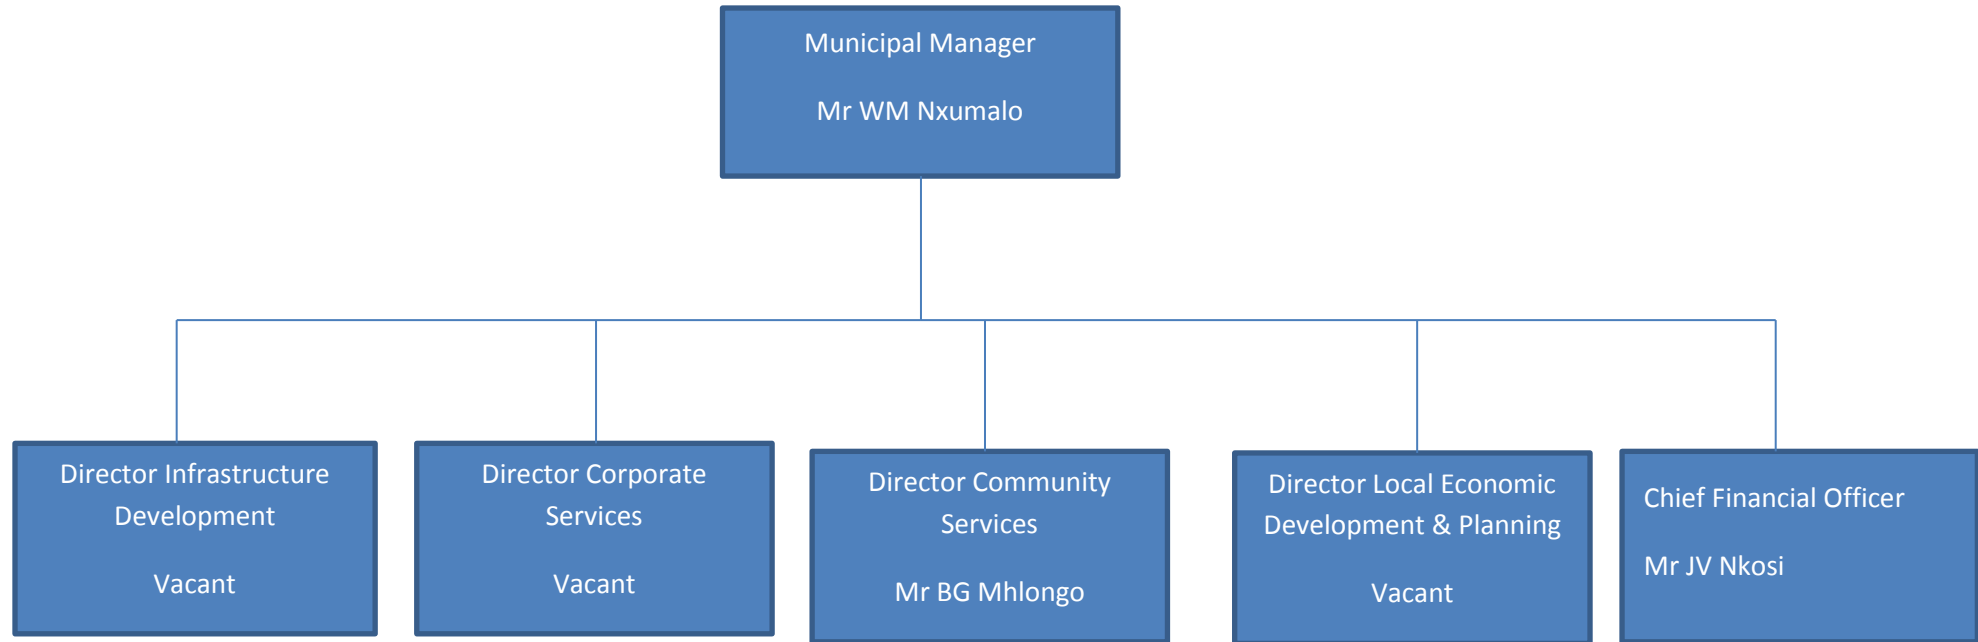 Municipal Manager
Mr WM Nxumalo
Director Infrastructure
Development
Vacant
Director Corporate
Services
Vacant
Director Community
Services
Mr BG Mhlongo
Director Local Economic
Development & Planning
Vacant
Chief Financial Officer
Mr JV Nkosi